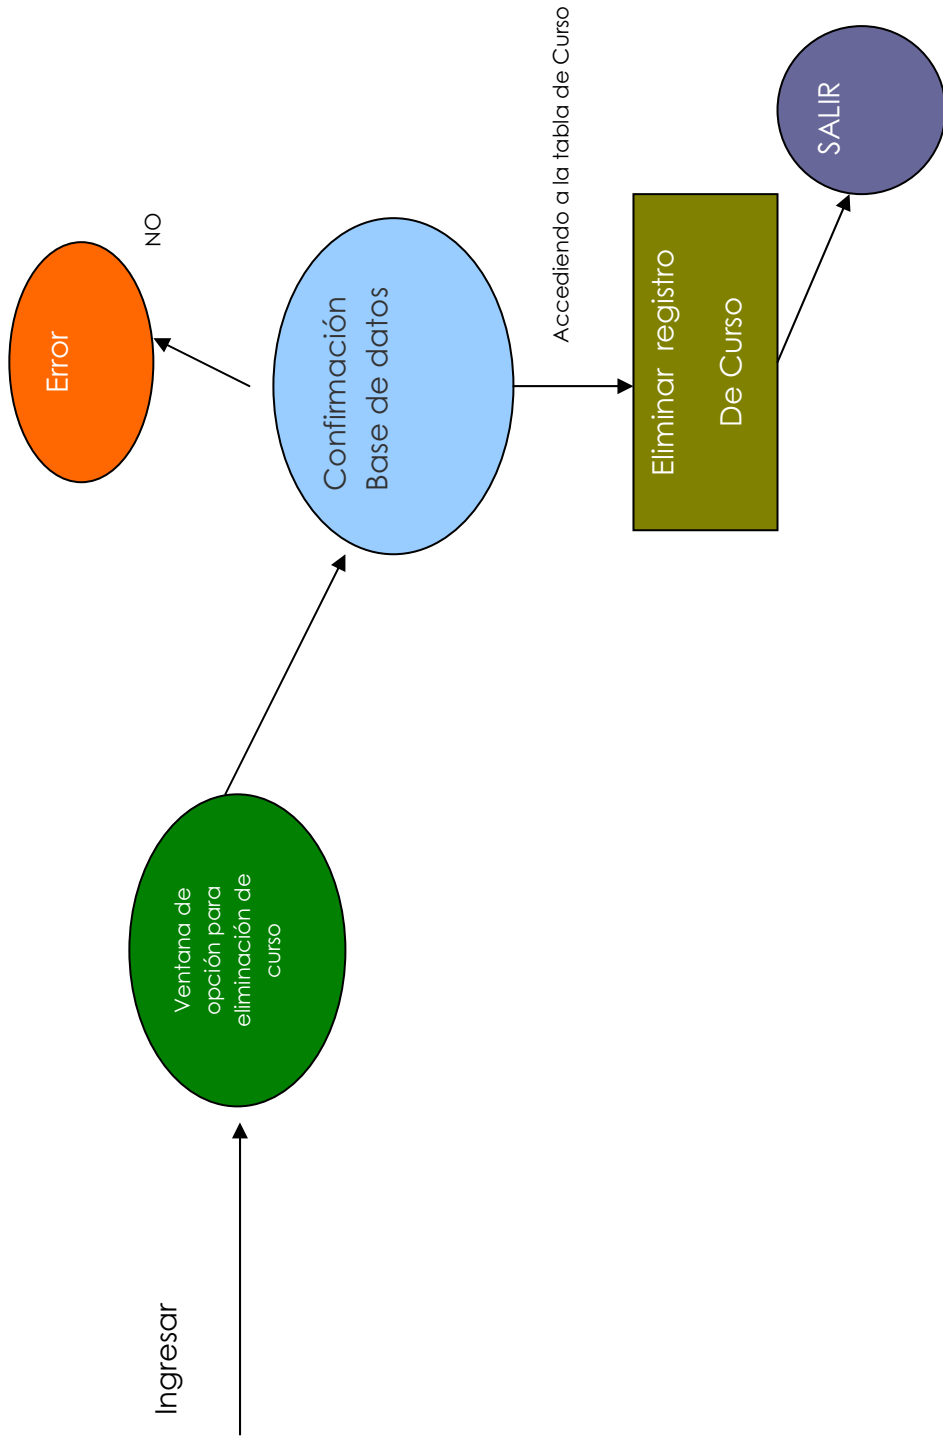 Ingresar
Ventana de
opción para
eliminación de
curso
Confirmación
Base de datos
NO
Error
Accediendo a la tabla de Curso
Eliminar registro
De Curso
SALIR